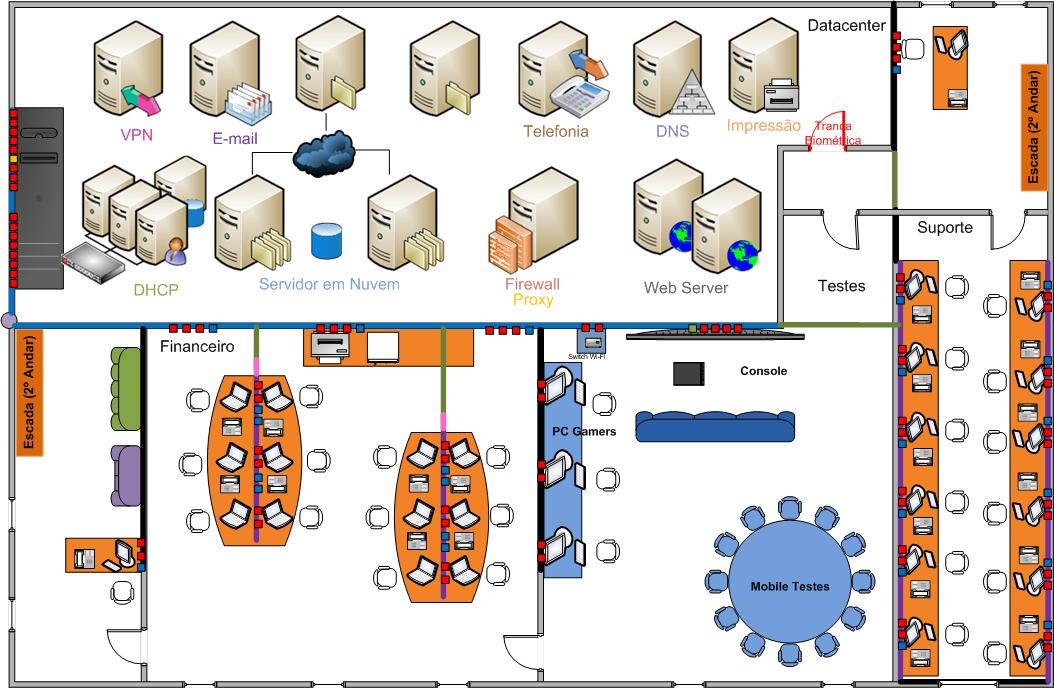 Datacenter
VPN
E-mail
Telefonia
DNS
Impressão
Tranca
Biométrica
Escada (2º Andar)
DHCP
Servidor em Nuvem
Firewall
Proxy
Web Server
Testes
Suporte
Escada (2º Andar)
Financeiro
Switch Wi-Fi
Console
PC Gamers
Mobile Testes